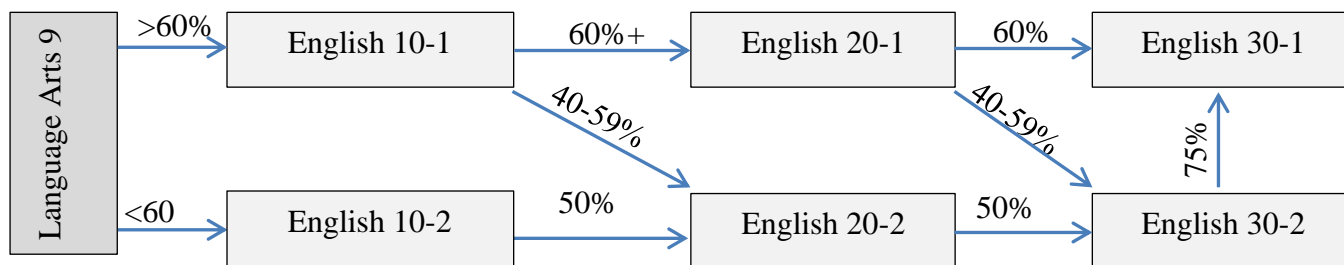 Language Arts 9
>60%
English 10-1
60%+
English 20-1
60%
English 30-1
40-59%
40-59%
75%
<60
English 10-2
50%
English 20-2
50%
English 30-2